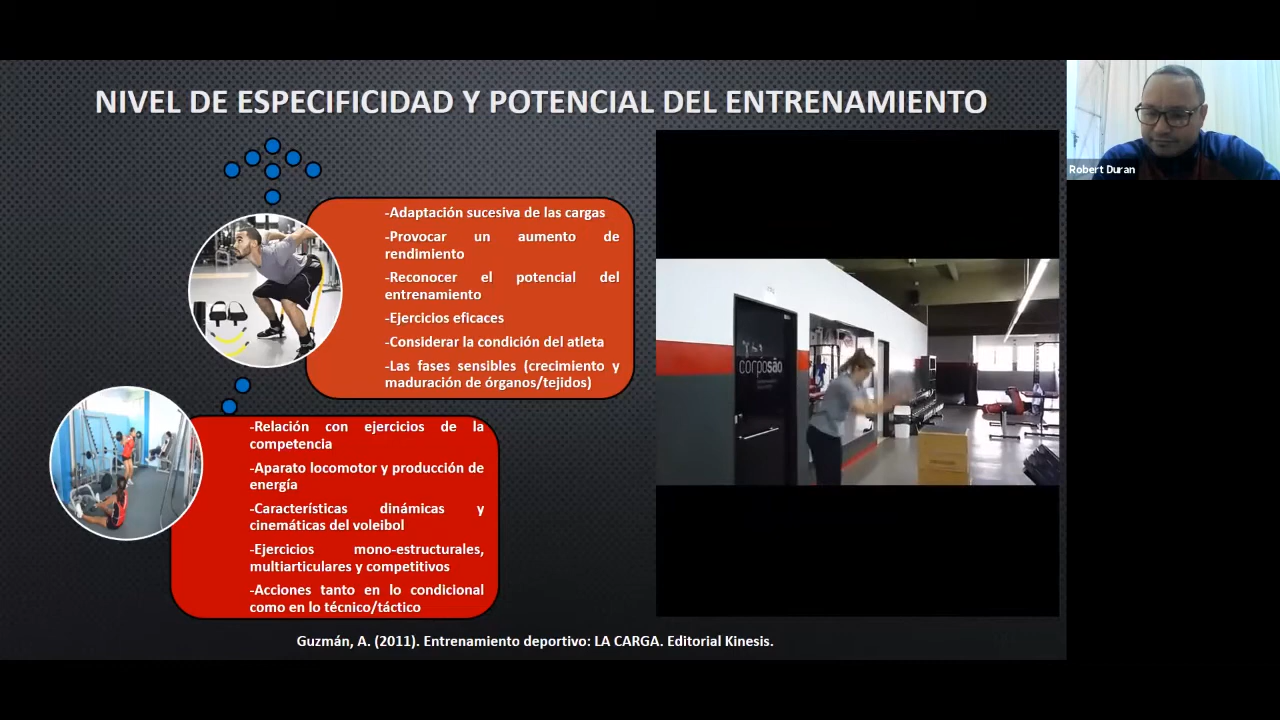 NIVEL DE ESPECIFICIDAD Y POTENCIAL DEL ENTRENAMIENTO
-Adaptación sucesiva de las cargas
-Provocar un aumento de
rendimiento
-Reconocer el potencial del
entrenamiento
-Ejercicios eficaces
-Considerar la condición del atleta
-Las fases sensibles (crecimiento y
maduración de órganos/tejidos)
-Relación con ejercicios de la
competencia
-Aparato locomotor y producción de
energía
-Características dinámicas y
cinemáticas del voleibol
-Ejercicios mono-estructurales,
multiarticulares y competitivos
-Acciones tanto en lo condicional
como en lo técnico/táctico
Guzmán, A. (2011). Entrenamiento deportivo: LA CARGA. Editorial Kinesis.
corposão
Robert Duran